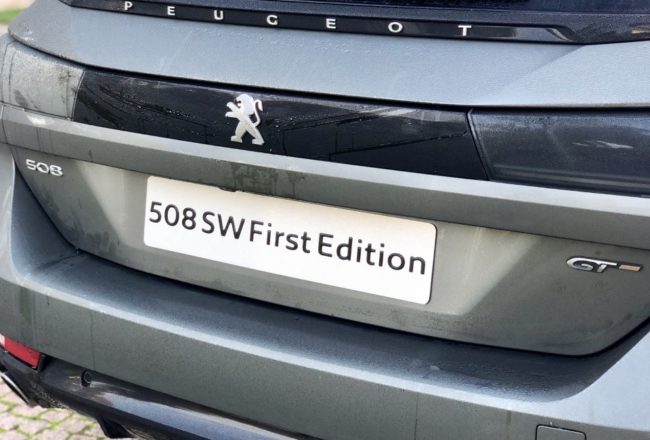 PEUGEOT
508
508 SW First Edition
GT